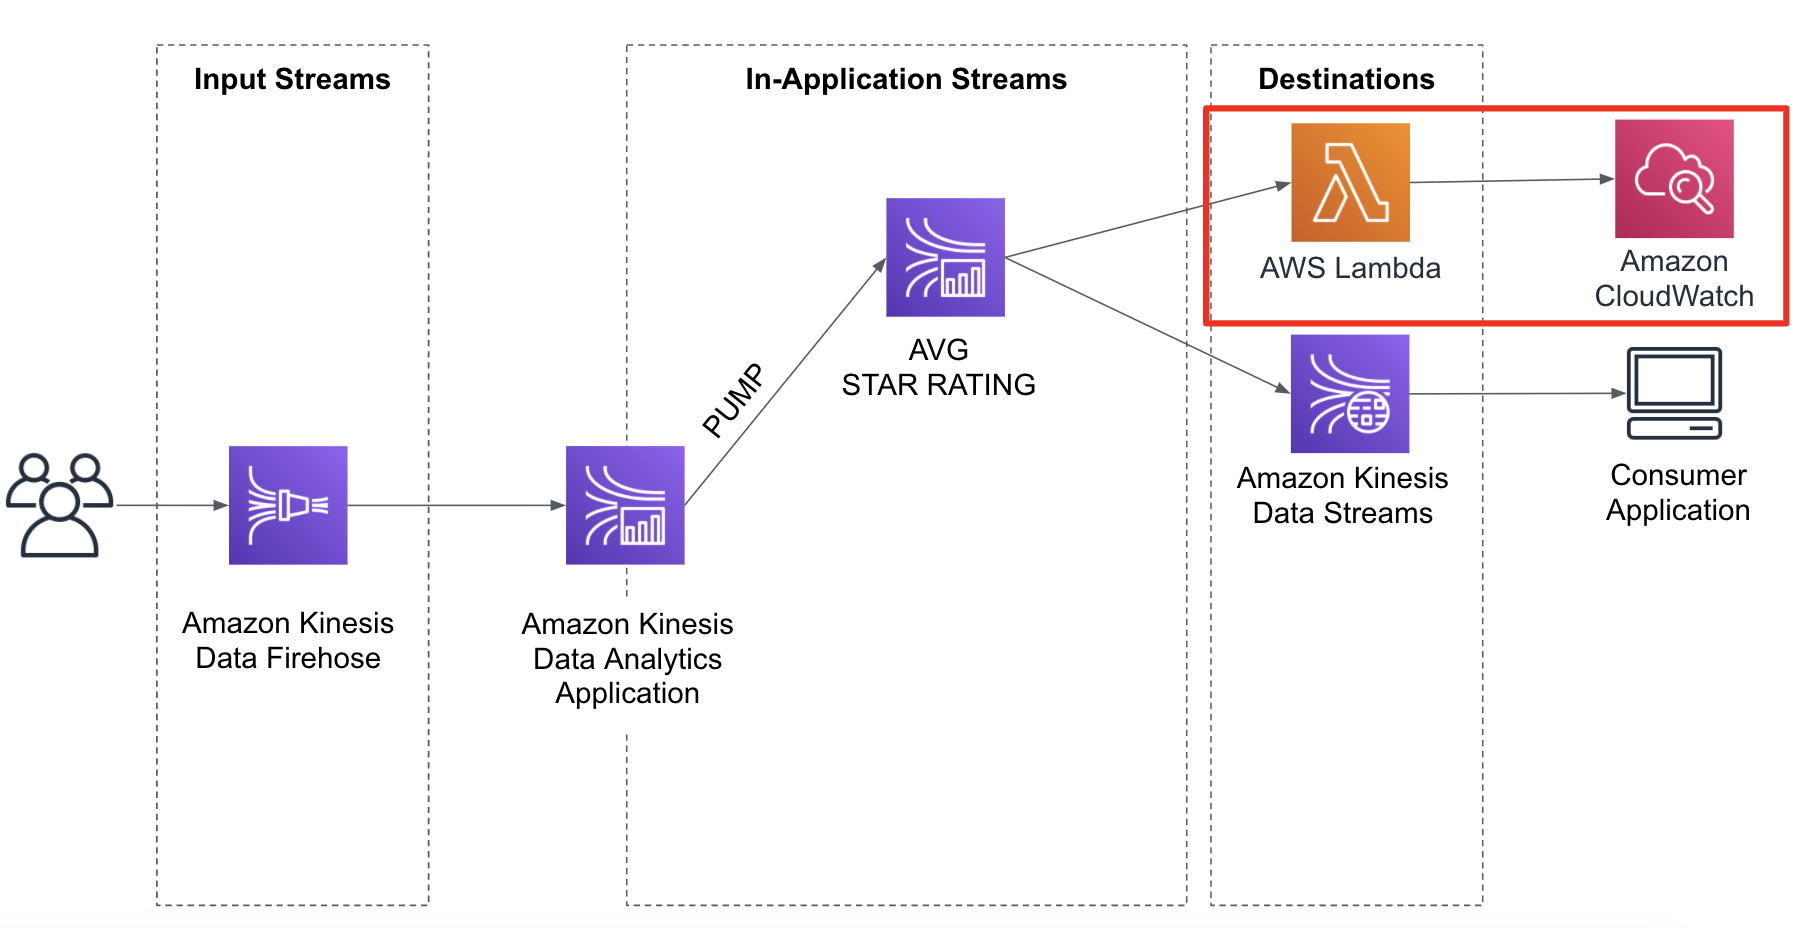 Input Streams
In-Application Streams
Destinations
AWS Lambda
Amazon
CloudWatch
AVG
STAR RATING
PUMP
Amazon Kinesis
Data Streams
Consumer
Application
Amazon Kinesis
Data Firehose
Amazon Kinesis
Data Analytics
Application